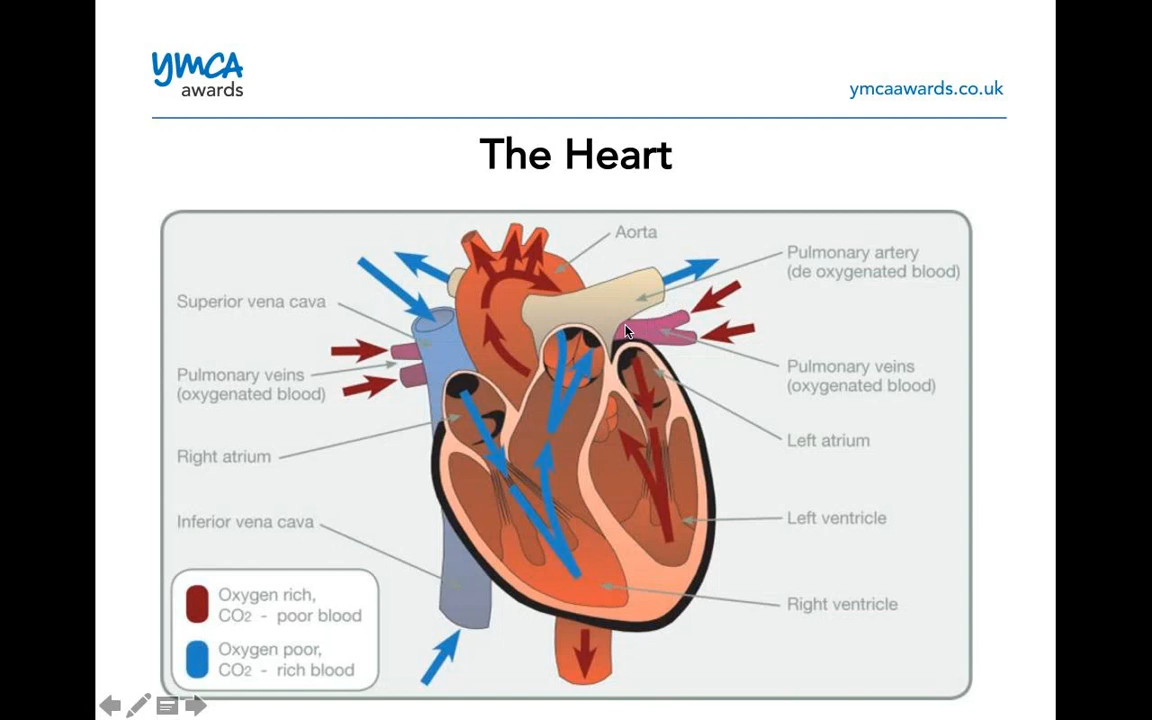 ymca
awards
ymcaawards.co.uk
The Heart
Aorta
Pulmonary artery
(de oxygenated blood)
Superior vena cava
Pulmonary veins
(oxygenated blood)
Pulmonary veins
(oxygenated blood)
Left atrium
Right atrium
Inferior vena cava
Left ventricle
Oxygen rich,
CO2 - poor blood
Right ventricle
Oxygen poor,
CO2 - rich blood